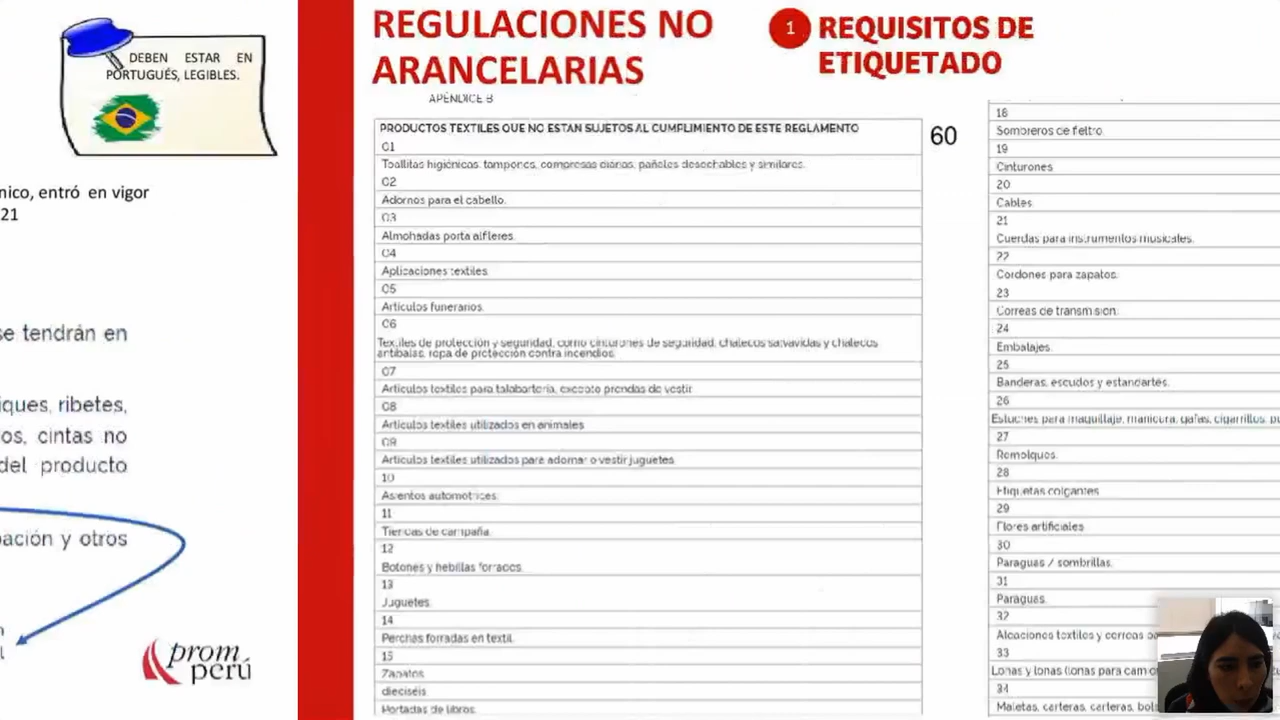 DEBEN ESTAR EN
PORTUGUÉS, LEGIBLES.
nico, entró en vigor
21
se tendrán en
iques, ribetes,
os, cintas no
del producto
pación y otros
prom
perú
REGULACIONES NO
ARANCELARIAS
1
REQUISITOS DE
ETIQUETADO
APÉNDICE B
PRODUCTOS TEXTILES QUE NO ESTAN SUJETOS AL CUMPLIMIENTO DE ESTE REGLAMENTO
01
Toallitas higiénicas, tampones, compresas diarias, pañales desechables y similares.
02
Adornos para el cabello.
03
Almohadas porta alfileres.
04
Aplicaciones textiles
05
Artículos funerarios.
06
Textiles de protección y seguridad, como cinturones de seguridad, chalecos salvavidas y chalecos
antibalas, ropa de protección contra incendios.
07
Artículos textiles para talabartería, excepto prendas de vestir
08
Artículos textiles utilizados en animales
09
Artículos textiles utilizados para adornar o vestir juguetes
10
Asientos automotrices.
11
Tiendas de campaña.
12
Botones y hebillas forrados.
13
Juguetes.
14
Perchas forradas en textil.
15
Zapatos
dieciséis
Portadas de libros.
60
18
Sombreros de feltro.
19
Cinturones
20
Cables.
21
Cuerdas para instrumentos musicales.
22
Cordones para zapatos.
23
Correas de transmision.
24
Embalajes.
25
Banderas, escudos y estandartes.
26
Estuches para maquillaje, manicura, gafas, cigarrillos,
27
Remolques.
28
Etiquetas colgantes
29
Flores artificiales
30
Paraguas / sombrillas.
31
Paraguas.
32
textiles y correas
33
Lonas y lonas (lonas para
34
Maletas, carteras, carteras,